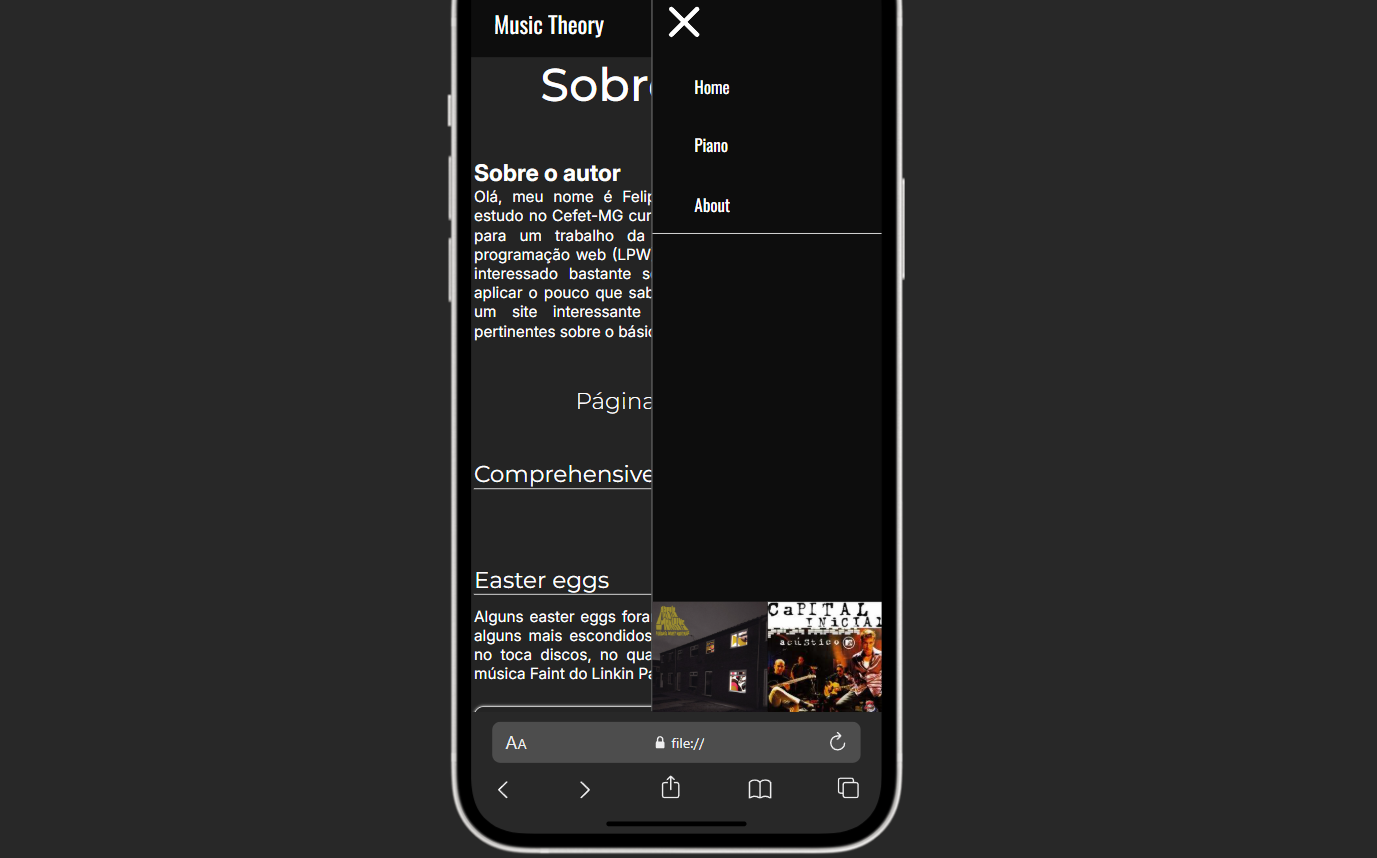 Music Theory
Home
Piano
About
Sobr
Sobre o autor
Olá, meu nome é Felip
estudo no Cefet-MG cur
para um trabalho da
programação web (LPW
interessado bastante s
aplicar o pouco que sab
um site interessante
pertinentes sobre o básic
Página
Comprehensive
Easter eggs
Alguns easter eggs fora
alguns mais escondidos
no toca discos, no qua
música Faint do Linkin Pa
CaPITAL
INiCIAL
acústico
AA
file://